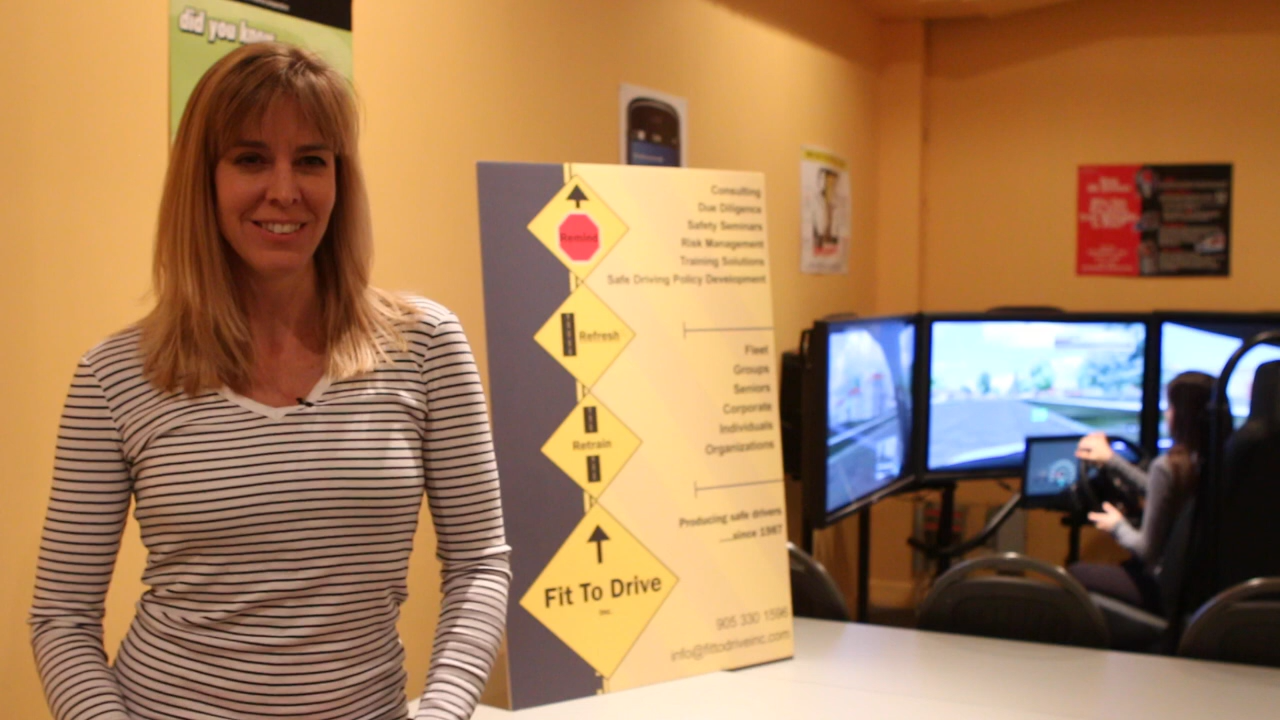 did you know
Remind
Refresh
Retrain
Fit To Drive
Inc.
Consulting
Due Diligence
Safety Seminars
Risk Management
Training Solutions
Safe Driving Policy Development
Fleet
Groups
Seniors
Corporate
Individuals
Organizations
Producing safe drivers
....since 1987
905 330 1596
info@fittodriveinc.com